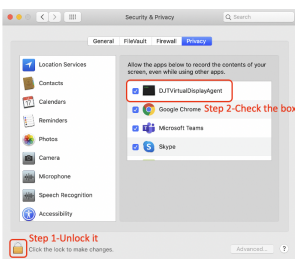 Security & Privacy
Search
General FileVault Firewall Privacy
Location Services
Contacts
Calendars
Reminders
Photos
Camera
Microphone
Speech Recognition
Accessibility
Allow the apps below to record the contents of your
screen, even while using other apps.
DJTVirtualDisplayAgent
Google Chrome
Step 2-Check the box
Microsoft Teams
Skype
Step 1-Unlock it
Click the lock to make changes.
Advanced...
?